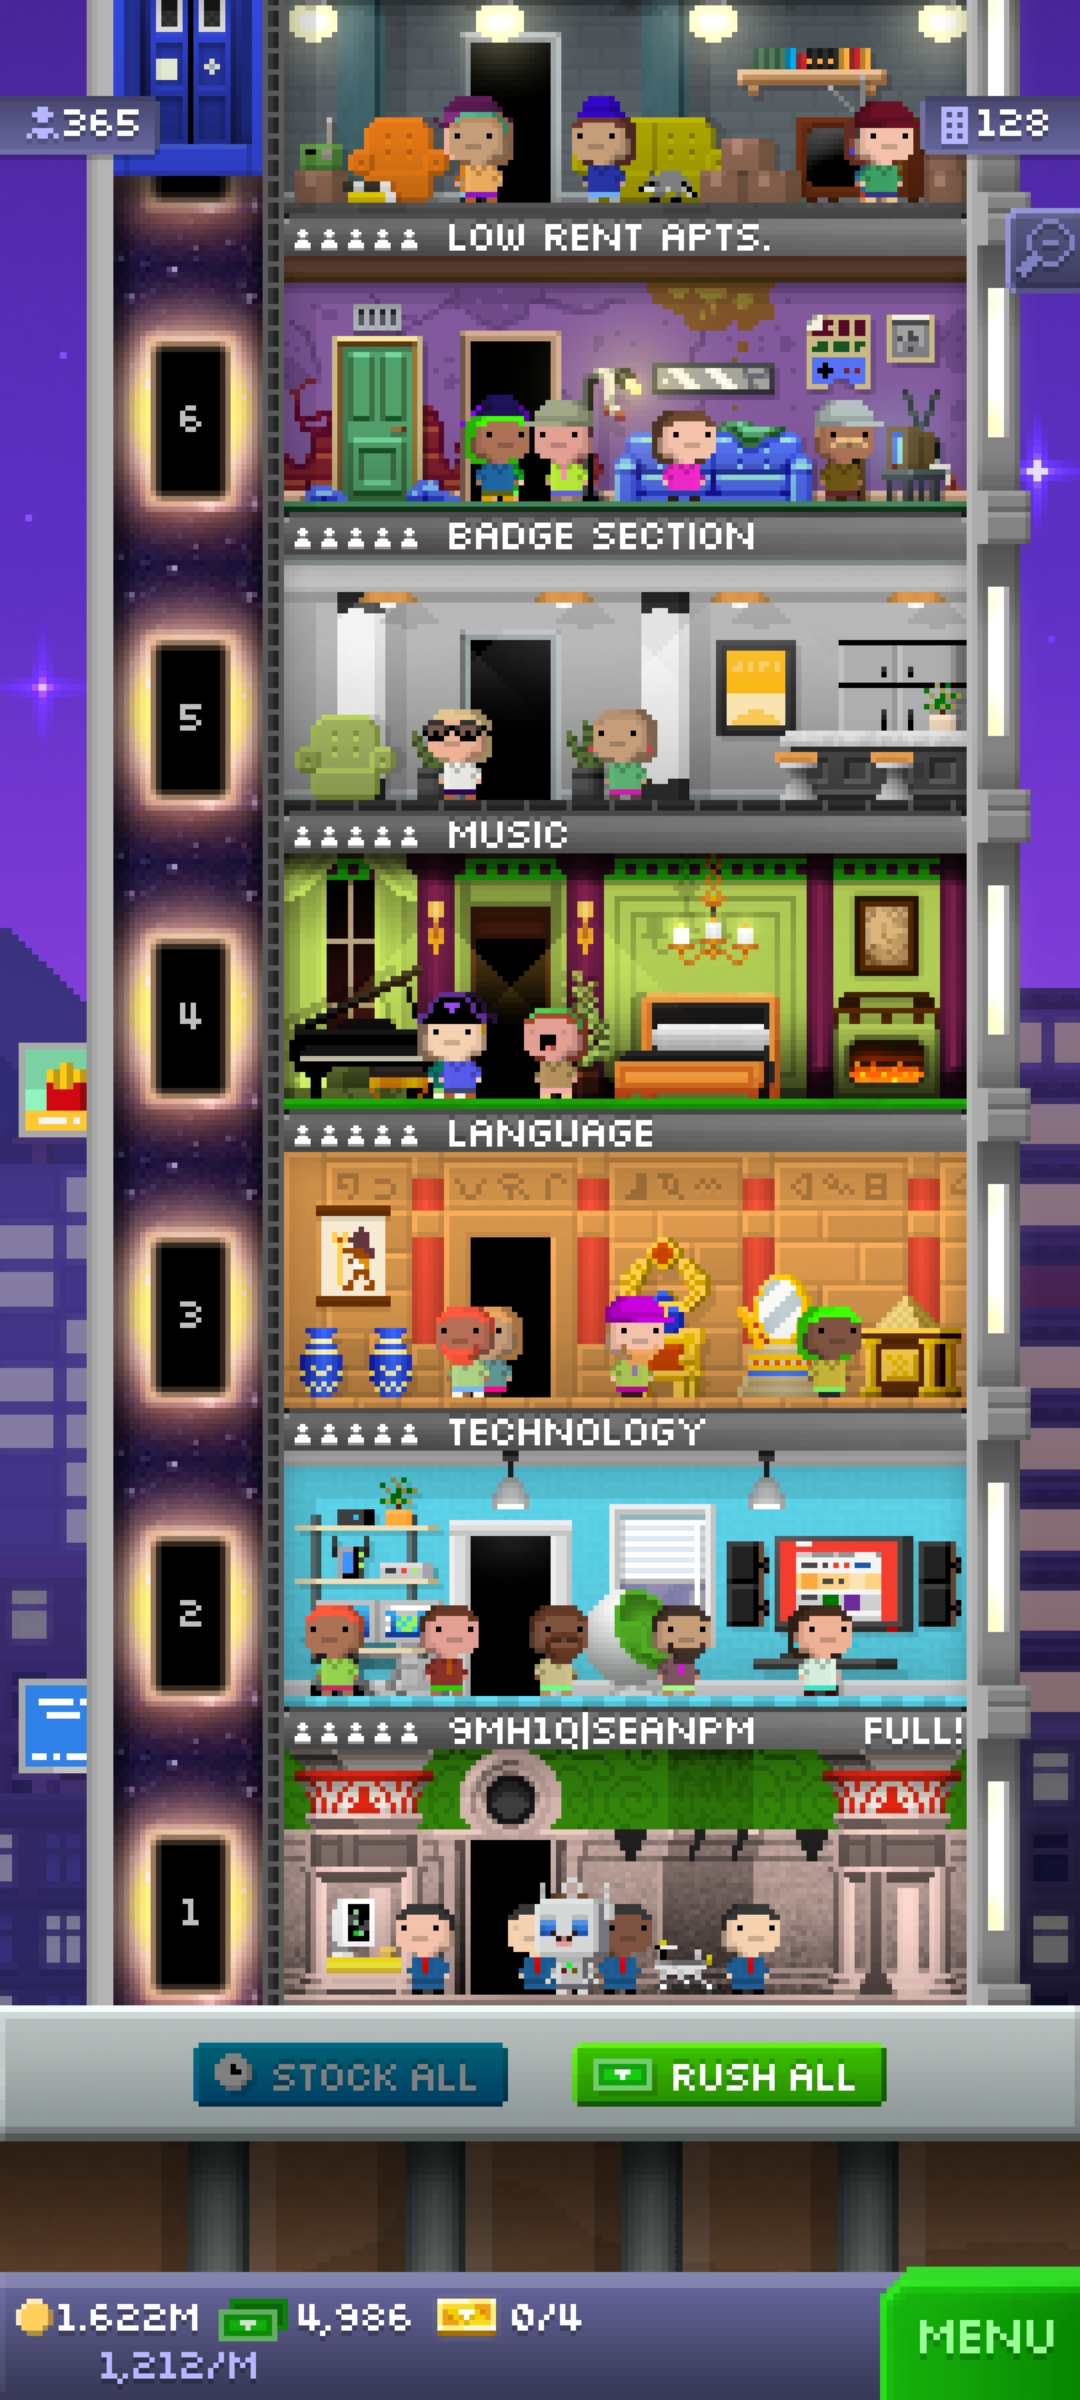 365
128
LOW RENT APTS.
6
BADGE SECTION
5
MUSIC
4
LANGUAGE
3
TECHNOLOGY
2
9MH1Q|SEANPM FULL!
1
STOCK ALL
RUSH ALL
1.622M 4,986 0/4
1,212/M
MENU